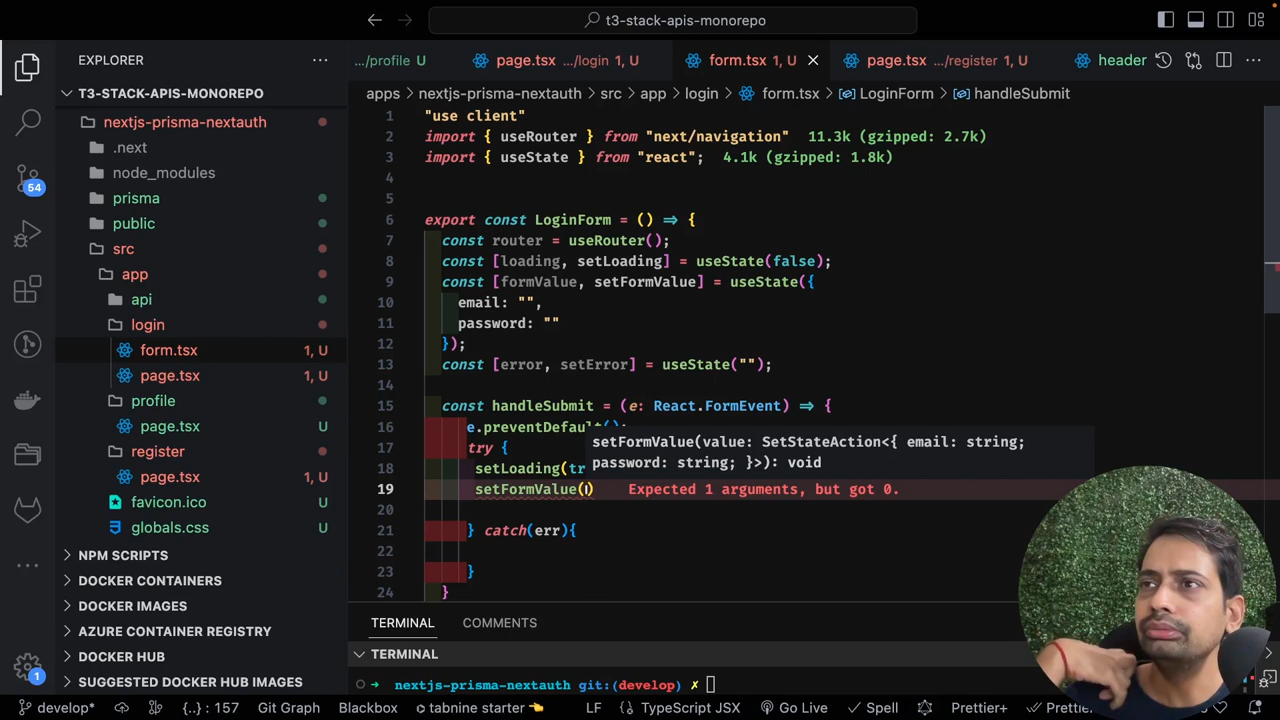 t3-stack-apis-monorepo
EXPLORER
.../profile U
page.tsx .../login 1, U
form.tsx 1, U
page.tsx .../register 1, U
header
T3-STACK-APIS-MONOREPO
apps > nextjs-prisma-nextauth > src > app > login > form.tsx > LoginForm > handleSubmit
nextjs-prisma-nextauth
.next
node_modules
prisma
public
src
app
api
login
form.tsx 1, U
page.tsx 1, U
profile
page.tsx U
register
page.tsx 1, U
favicon.ico U
globals.css U
NPM SCRIPTS
DOCKER CONTAINERS
DOCKER IMAGES
AZURE CONTAINER REGISTRY
DOCKER HUB
SUGGESTED DOCKER HUB IMAGES
54
1
1 "use client"
2 import { useRouter } from "next/navigation" 11.3k (gzipped: 2.7k)
3 import { useState } from "react"; 4.1k (gzipped: 1.8k)
4
5
6 export const LoginForm = () => {
7 const router = useRouter();
8 const [loading, setLoading] = useState(false);
9 const [formValue, setFormValue] = useState({
10 email: "",
11 password: ""
12 });
13 const [error, setError] = useState("");
14
15 const handleSubmit = (e: React.FormEvent) => {
16 e.preventDefault();
17 try {
18 setLoading(tr
19 setFormValue() Expected 1 arguments, but got 0.
20
21 } catch(err){
22
23 }
24 }
setFormValue(value: SetStateAction<{ email: string;
password: string; }>): void
TERMINAL COMMENTS
TERMINAL
nextjs-prisma-nextauth git:(develop) ✗
develop* {..} : 157 Git Graph Blackbox tabnine starter LF TypeScript JSX Go Live Spell Prettier+ Prettier